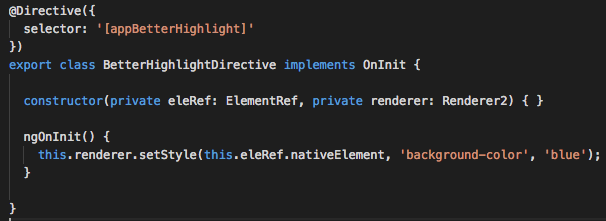 @Directive({
  selector: '[appBetterHighlight]'
})
export class BetterHighlightDirective implements OnInit {
  constructor(private eleRef: ElementRef, private renderer: Renderer2) { }
  ngOnInit() {
    this.renderer.setStyle(this.eleRef.nativeElement, 'background-color', 'blue');
  }
}